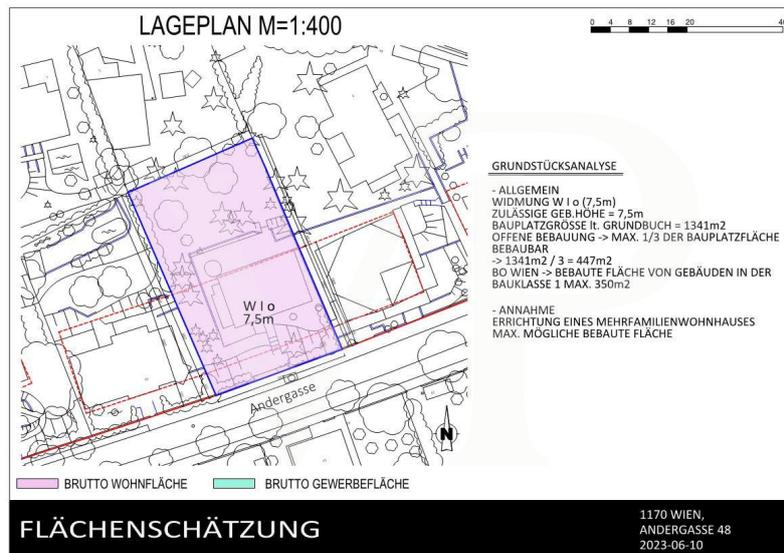 LAGEPLAN M=1:400
0 4 8 12 16 20 40
GRUNDSTÜCKSANALYSE
- ALLGEMEIN
WIDMUNG W I o (7,5m)
ZULÄSSIGE GEB.HÖHE = 7,5m
BAUPLATZGRÖSSE lt. GRUNDBUCH = 1341m2
OFFENE BEBAUUNG -> MAX. 1/3 DER BAUPLATZFLÄCHE
BEBAUBAR
-> 1341m2 / 3 = 447m2
BO WIEN -> BEBAUTE FLÄCHE VON GEBÄUDEN IN DER
BAUKLASSE 1 MAX. 350m2
- ANNAHME
ERRICHTUNG EINES MEHRFAMILIENWOHNHAUSES
MAX. MÖGLICHE BEBAUTE FLÄCHE
W I o
7,5m
Andergasse
N
BRUTTO WOHNFLÄCHE
BRUTTO GEWERBEFLÄCHE
FLÄCHENSCHÄTZUNG
1170 WIEN,
ANDERGASSE 48
2023-06-10